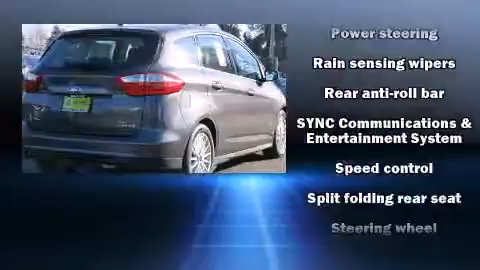 Power steering
Rain sensing wipers
Rear anti-roll bar
SYNC Communications &
Entertainment System
Speed control
Split folding rear seat
Steering wheel